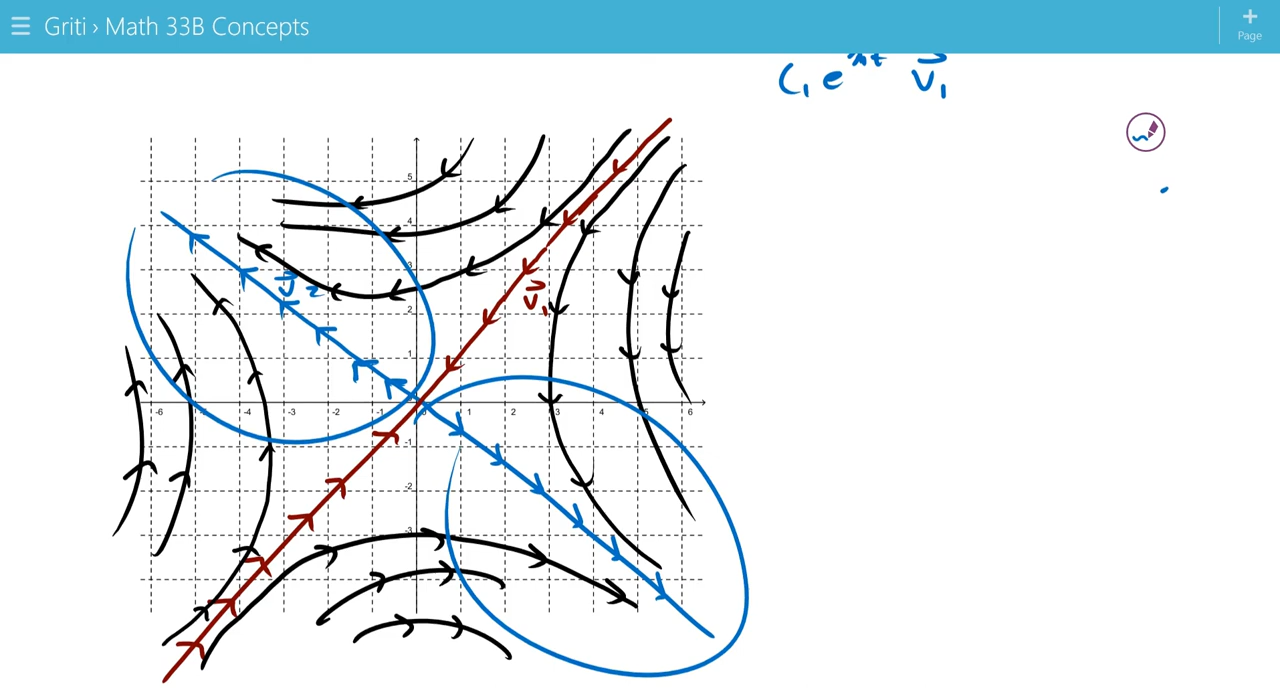 Griti › Math 33B Concepts
Page
C₁ e^λt v⃗₁
5
4
3
v⃗ 2
v⃗₁
2
1
-6 -4 -3 -2 -1 1 2 3 4 5 6
-1
-2
-3